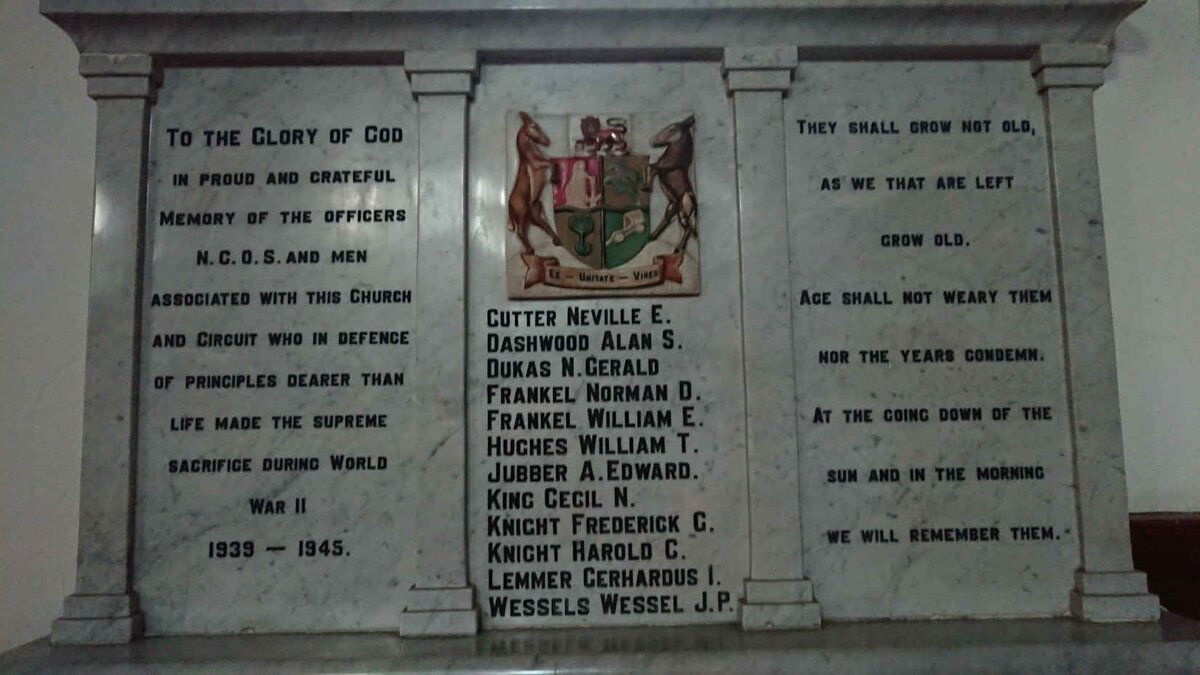 To the Glory of God
in proud and grateful
Memory of the officers
N.C.O.S. and men
associated with this Church
and Circuit who in defence
of principles dearer than
life made the supreme
sacrifice during World
War II
1939 — 1945.
Ex — Unitate — Vires
Cutter Neville E.
Dashwood Alan S.
Dukas N. Gerald
Frankel Norman D.
Frankel William E.
Hughes William T.
Jubber A. Edward.
King Cecil N.
Knight Frederick G.
Knight Harold C.
Lemmer Gerhardus I.
Wessels Wessel J.P.
They shall grow not old,
as we that are left
grow old.
Age shall not weary them
nor the years condemn.
At the going down of the
sun and in the morning
we will remember them.